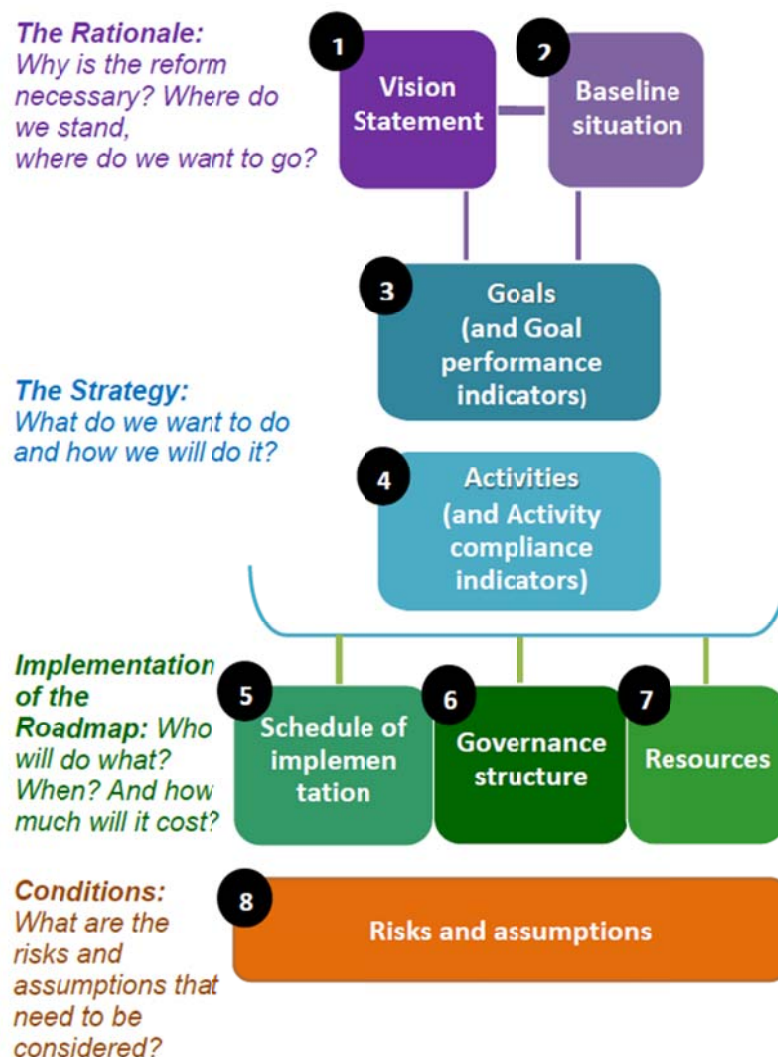 The Rationale:
Why is the reform
necessary? Where do
we stand,
where do we want to go?
1
Vision
Statement
2
Baseline
situation
3
Goals
(and Goal
performance
indicators)
The Strategy:
What do we want to do
and how we will do it?
4
Activities
(and Activity
compliance
indicators)
Implementation
of the
Roadmap: Who
will do what?
When? And how
much will it cost?
5
Schedule of
implemen
tation
6
Governance
structure
7
Resources
Conditions:
What are the
risks and
assumptions that
need to be
considered?
8
Risks and assumptions